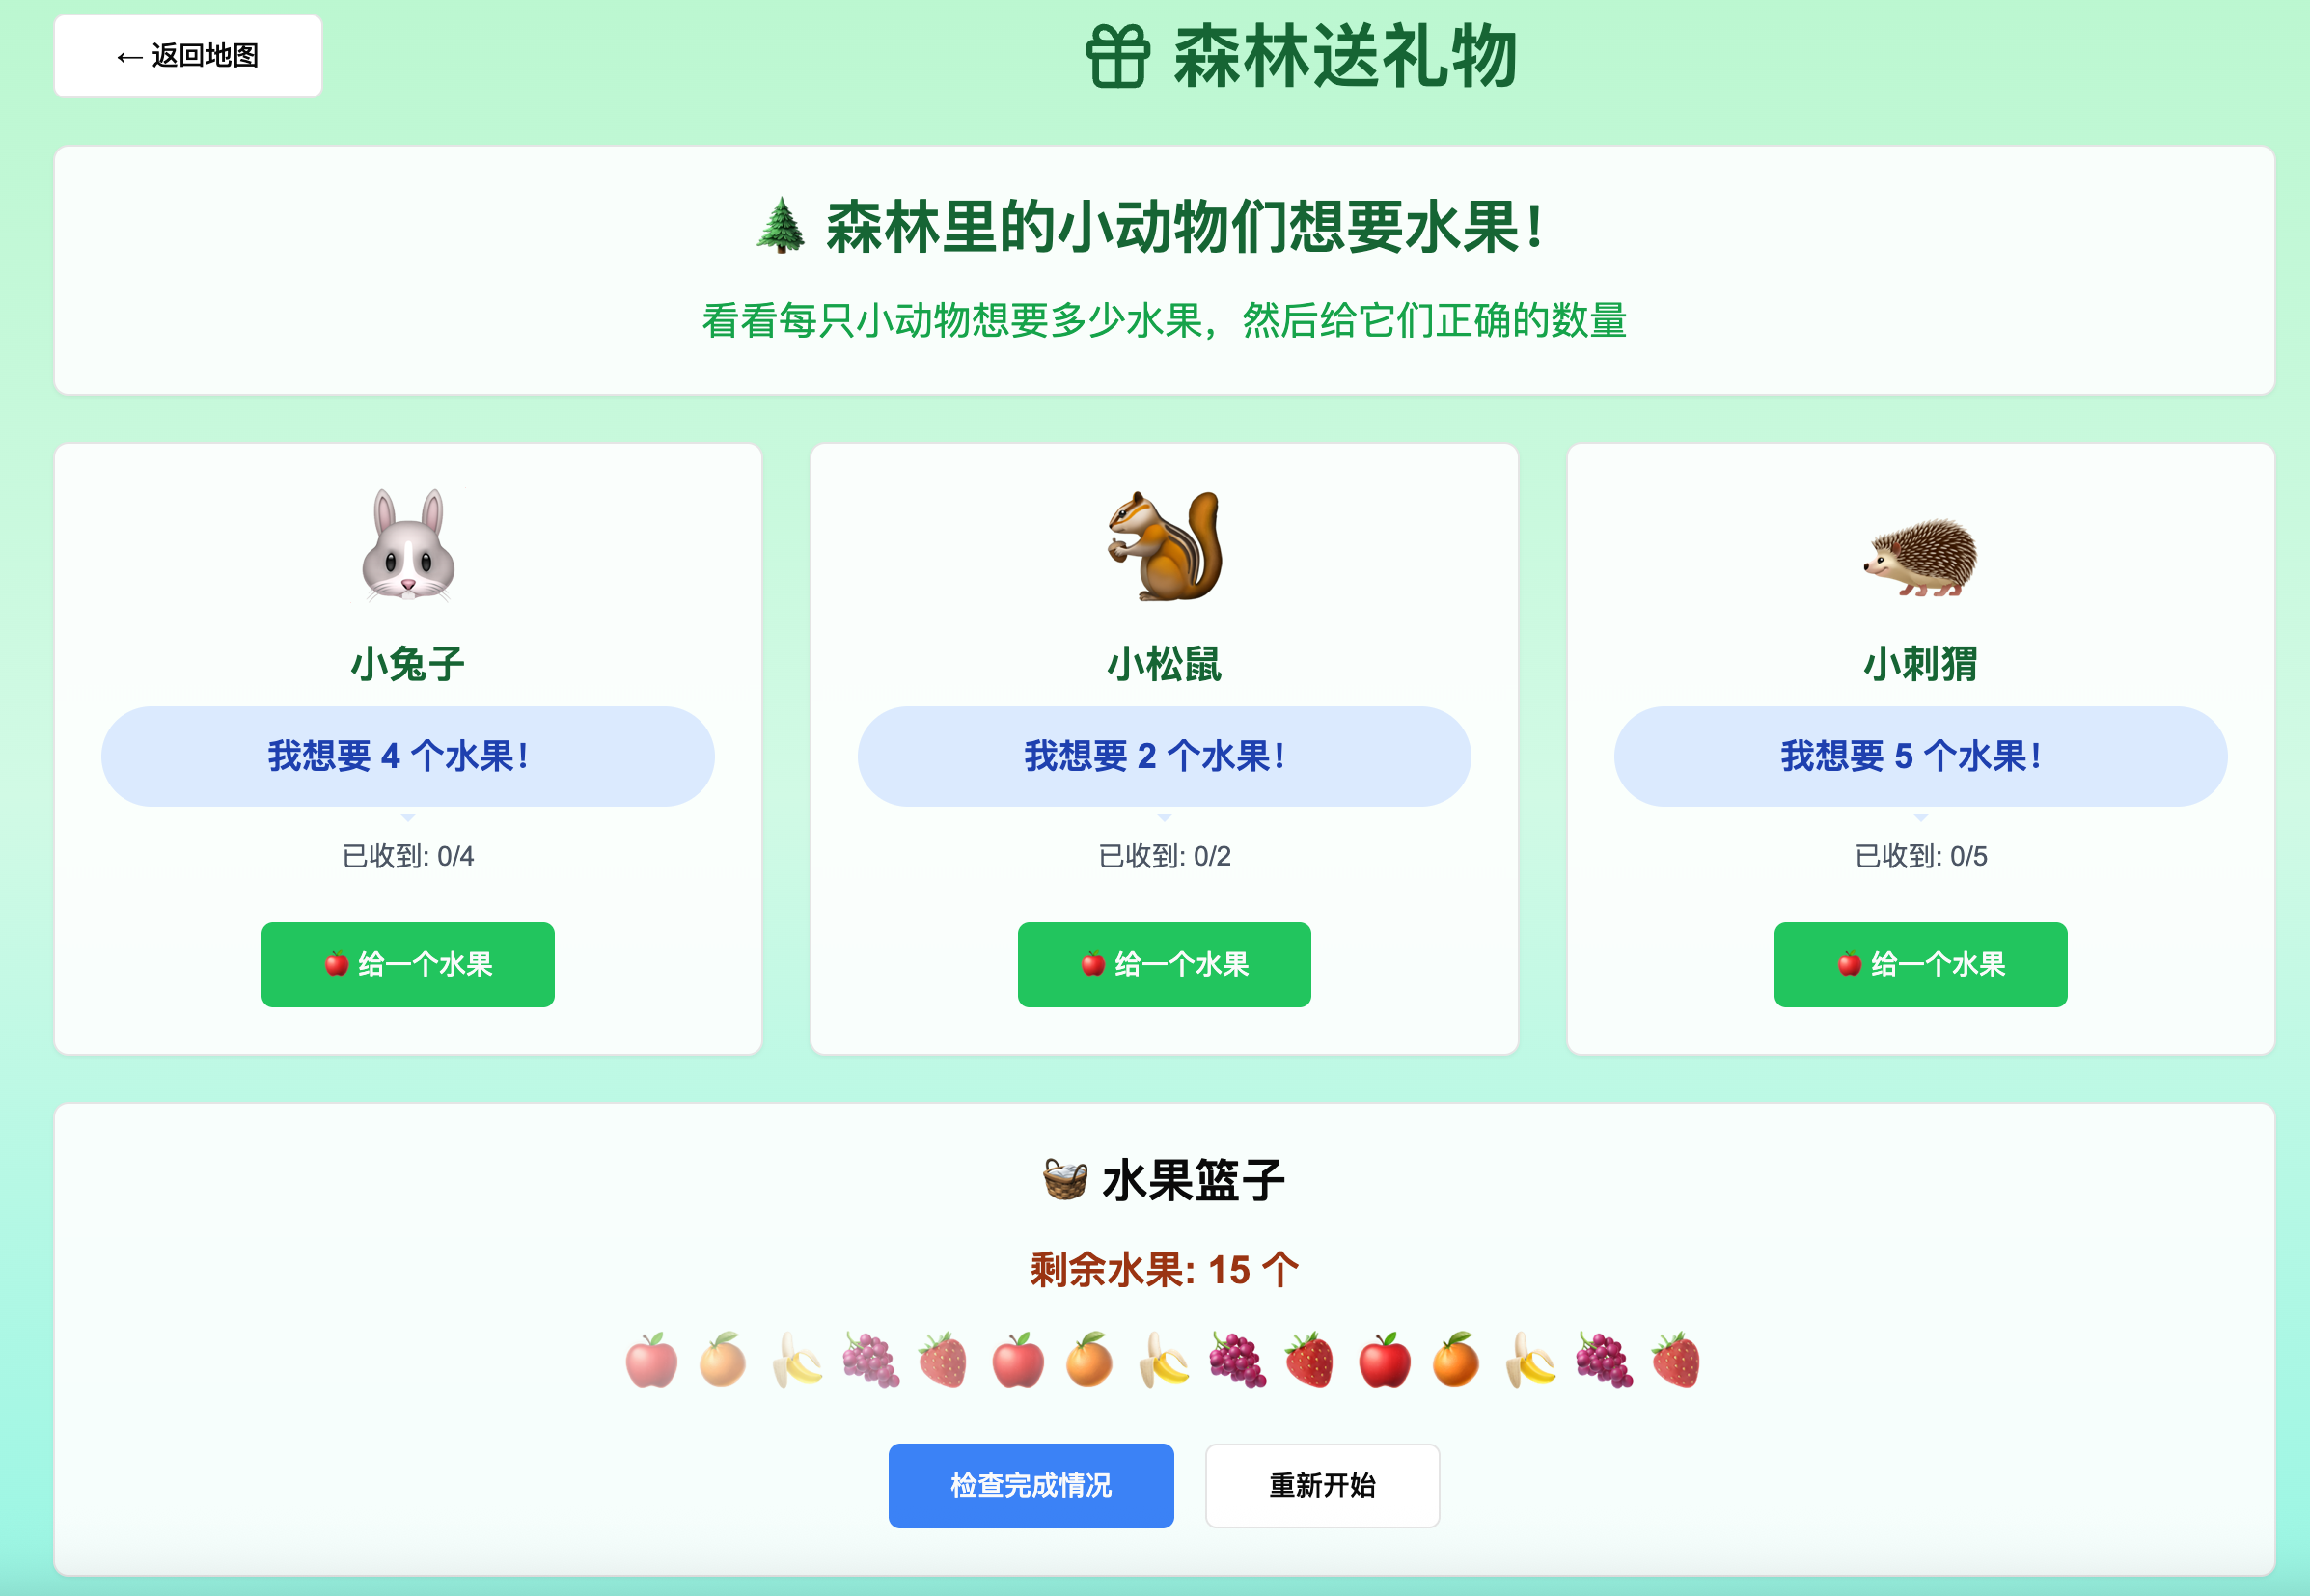 ← 返回地图
森林送礼物
森林里的小动物们想要水果！
看看每只小动物想要多少水果，然后给它们正确的数量
小兔子
我想要 4 个水果！
已收到: 0/4
给一个水果
小松鼠
我想要 2 个水果！
已收到: 0/2
给一个水果
小刺猬
我想要 5 个水果！
已收到: 0/5
给一个水果
水果篮子
剩余水果: 15 个
检查完成情况
重新开始